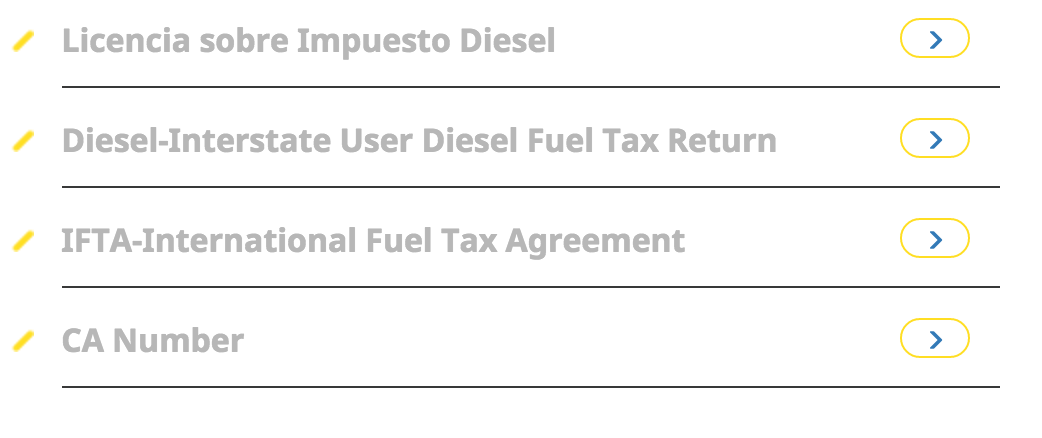 Licencia sobre Impuesto Diesel
Diesel-Interstate User Diesel Fuel Tax Return
IFTA-International Fuel Tax Agreement
CA Number